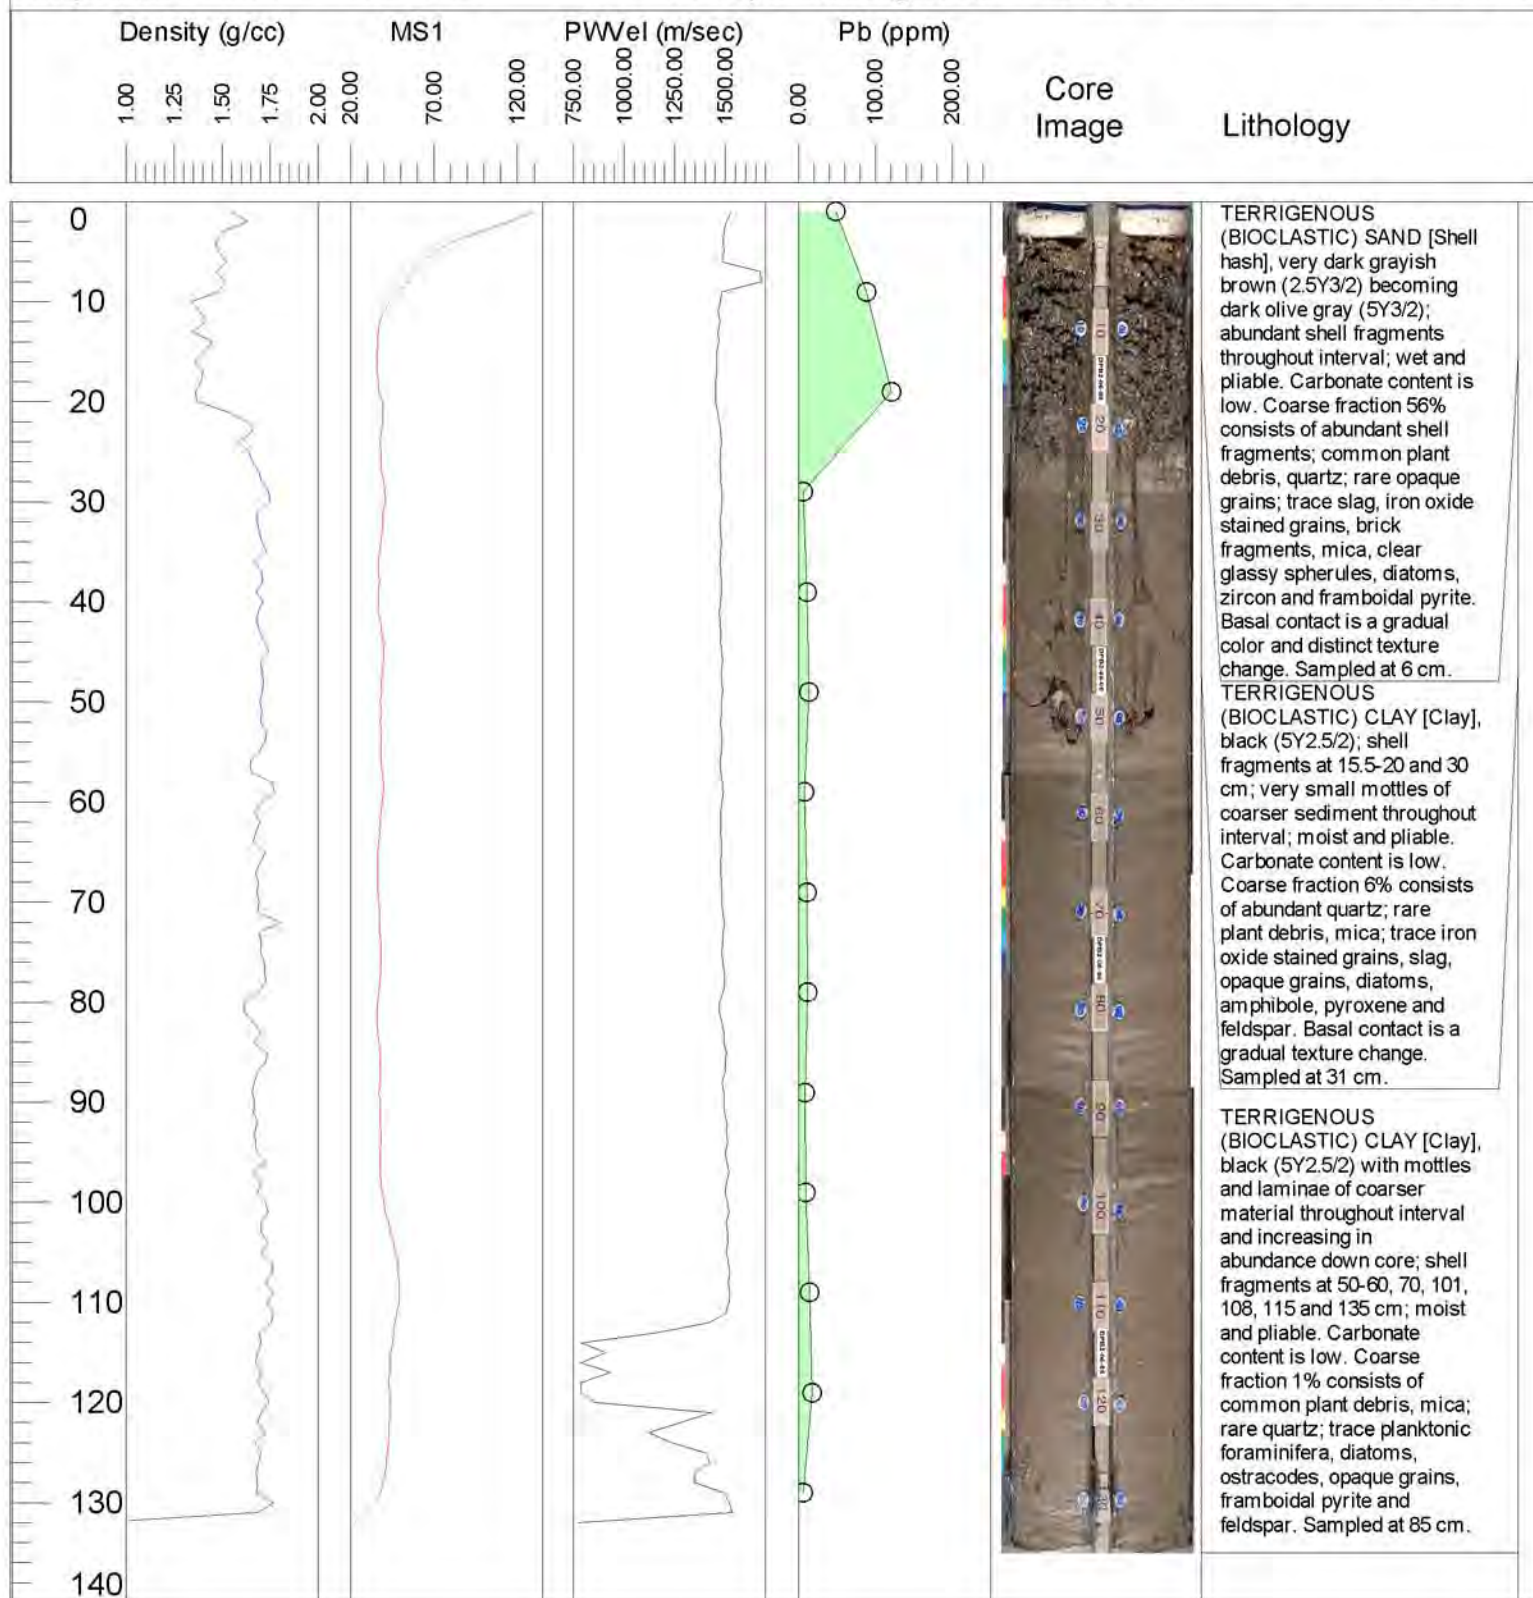 Density (g/cc)
MS1
PWVel (m/sec)
Pb (ppm)
1.00
1.25
1.50
1.75
2.00
20.00
70.00
120.00
750.00
1000.00
1250.00
1500.00
0.00
100.00
200.00
Core
Image
Lithology
0
10
20
30
40
50
60
70
80
90
100
110
120
130
140
10
20
30
40
50
60
70
80
90
100
110
120
TERRIGENOUS
(BIOCLASTIC) SAND [Shell
hash], very dark grayish
brown (2.5Y3/2) becoming
dark olive gray (5Y3/2);
abundant shell fragments
throughout interval; wet and
pliable. Carbonate content is
low. Coarse fraction 56%
consists of abundant shell
fragments; common plant
debris, quartz; rare opaque
grains; trace slag, iron oxide
stained grains, brick
fragments, mica, clear
glassy spherules, diatoms,
zircon and framboidal pyrite.
Basal contact is a gradual
color and distinct texture
change. Sampled at 6 cm.
TERRIGENOUS
(BIOCLASTIC) CLAY [Clay],
black (5Y2.5/2); shell
fragments at 15.5-20 and 30
cm; very small mottles of
coarser sediment throughout
interval; moist and pliable.
Carbonate content is low.
Coarse fraction 6% consists
of abundant quartz; rare
plant debris, mica; trace iron
oxide stained grains, slag,
opaque grains, diatoms,
amphibole, pyroxene and
feldspar. Basal contact is a
gradual texture change.
Sampled at 31 cm.
TERRIGENOUS
(BIOCLASTIC) CLAY [Clay],
black (5Y2.5/2) with mottles
and laminae of coarser
material throughout interval
and increasing in
abundance down core; shell
fragments at 50-60, 70, 101,
108, 115 and 135 cm; moist
and pliable. Carbonate
content is low. Coarse
fraction 1% consists of
common plant debris, mica;
rare quartz; trace planktonic
foraminifera, diatoms,
ostracodes, opaque grains,
framboidal pyrite and
feldspar. Sampled at 85 cm.